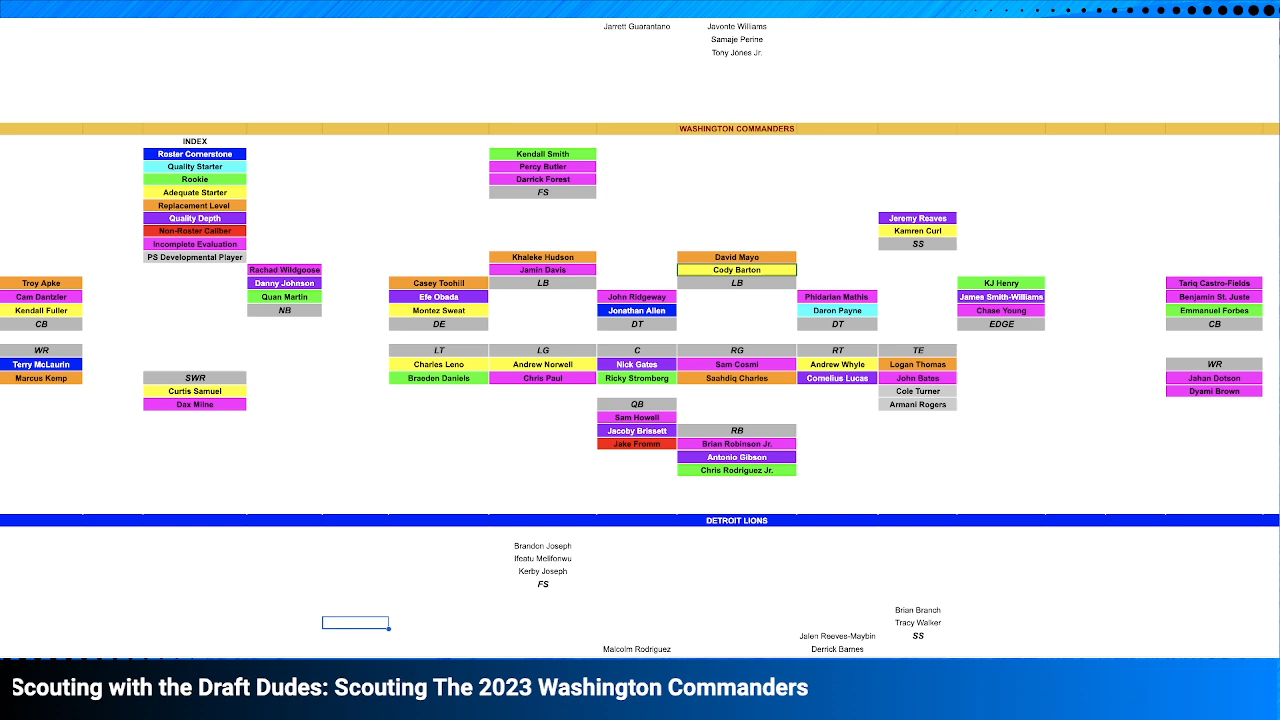 Jarrett Guarantano
Javonte Williams
Samaje Perine
Tony Jones Jr.
WASHINGTON COMMANDERS
INDEX
Roster Cornerstone
Quality Starter
Rookie
Adequate Starter
Replacement Level
Quality Depth
Non-Roster Caliber
Incomplete Evaluation
PS Developmental Player
Kendall Smith
Percy Butler
Darrick Forest
FS
Jeremy Reaves
Kamren Curl
SS
Rachad Wildgoose
Danny Johnson
Quan Martin
NB
Khaleke Hudson
Jamin Davis
LB
David Mayo
Cody Barton
LB
Troy Apke
Cam Dantzler
Kendall Fuller
CB
Casey Toohill
Efe Obada
Montez Sweat
DE
John Ridgeway
Jonathan Allen
DT
Phidarian Mathis
Daron Payne
DT
KJ Henry
James Smith-Williams
Chase Young
EDGE
Tariq Castro-Fields
Benjamin St. Juste
Emmanuel Forbes
CB
WR
Terry McLaurin
Marcus Kemp
SWR
Curtis Samuel
Dax Milne
LT
Charles Leno
Braeden Daniels
LG
Andrew Norwell
Chris Paul
C
Nick Gates
Ricky Stromberg
RG
Sam Cosmi
Saahdiq Charles
RT
Andrew Whyle
Cornelius Lucas
TE
Logan Thomas
John Bates
Cole Turner
Armani Rogers
WR
Jahan Dotson
Dyami Brown
QB
Sam Howell
Jacoby Brissett
Jake Fromm
RB
Brian Robinson Jr.
Antonio Gibson
Chris Rodriguez Jr.
DETROIT LIONS
Brandon Joseph
Ifeatu Melifonwu
Kerby Joseph
FS
Brian Branch
Tracy Walker
SS
Jalen Reeves-Maybin
Derrick Barnes
Malcolm Rodriguez
Scouting with the Draft Dudes: Scouting The 2023 Washington Commanders